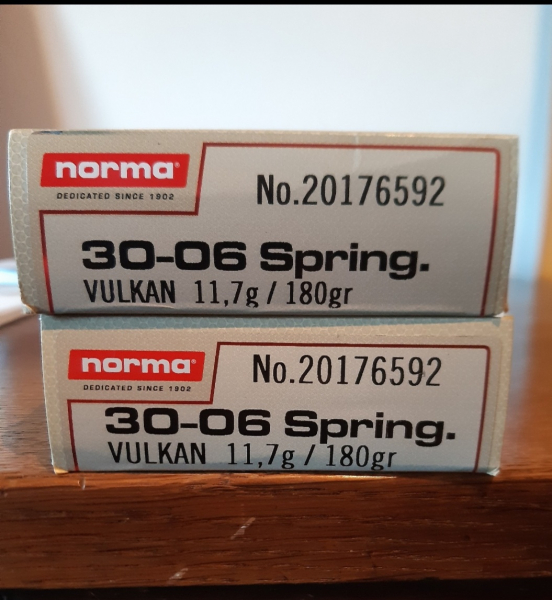 norma
DEDICATED SINCE 1902
No.20176592
30-06 Spring.
VULKAN 11,7g / 180gr
norma
DEDICATED SINCE 1902
No.20176592
30-06 Spring.
VULKAN 11,7g / 180gr